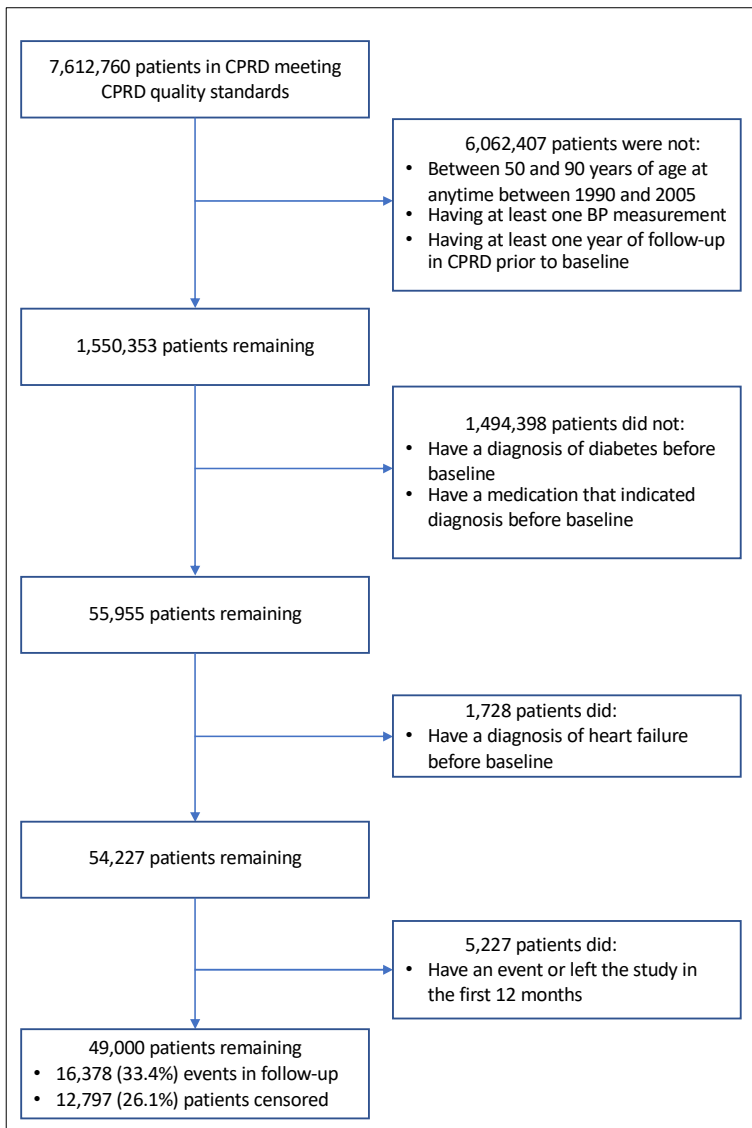 7,612,760 patients in CPRD meeting
CPRD quality standards
6,062,407 patients were not:
• Between 50 and 90 years of age at
anytime between 1990 and 2005
• Having at least one BP measurement
• Having at least one year of follow-up
in CPRD prior to baseline
1,550,353 patients remaining
1,494,398 patients did not:
• Have a diagnosis of diabetes before
baseline
• Have a medication that indicated
diagnosis before baseline
55,955 patients remaining
1,728 patients did:
• Have a diagnosis of heart failure
before baseline
54,227 patients remaining
5,227 patients did:
• Have an event or left the study in
the first 12 months
49,000 patients remaining
• 16,378 (33.4%) events in follow-up
• 12,797 (26.1%) patients censored